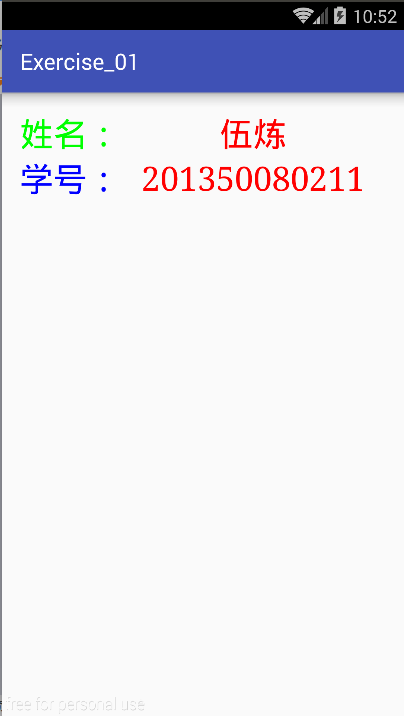 10:52
Exercise_01
姓名： 伍炼
学号： 201350080211
free for personal use